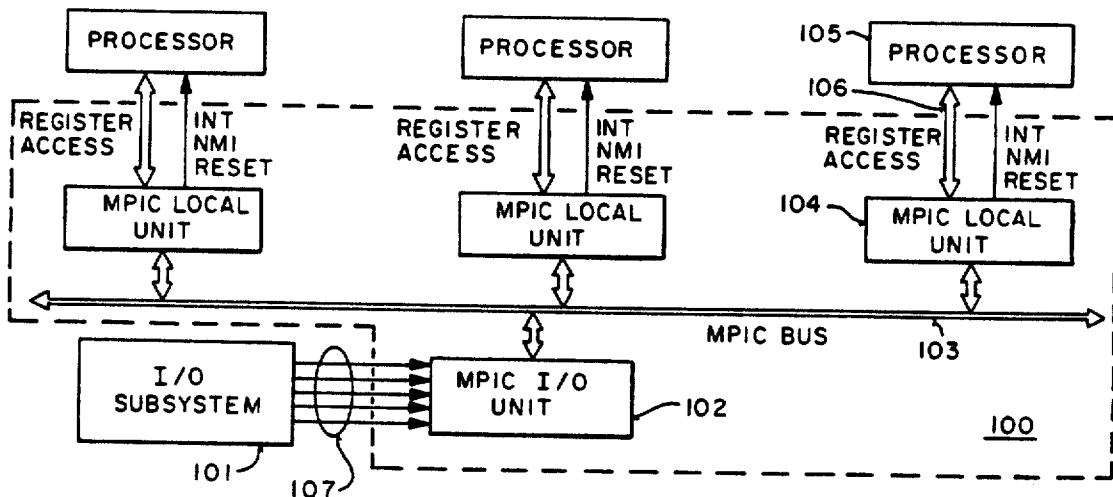 PROCESSOR
PROCESSOR
105
PROCESSOR
106
REGISTER
ACCESS
INT
NMI
RESET
REGISTER
ACCESS
INT
NMI
RESET
REGISTER
ACCESS
INT
NMI
RESET
MPIC LOCAL
UNIT
MPIC LOCAL
UNIT
104
MPIC LOCAL
UNIT
MPIC BUS
103
I/O
SUBSYSTEM
MPIC I/O
UNIT
102
100
101
107